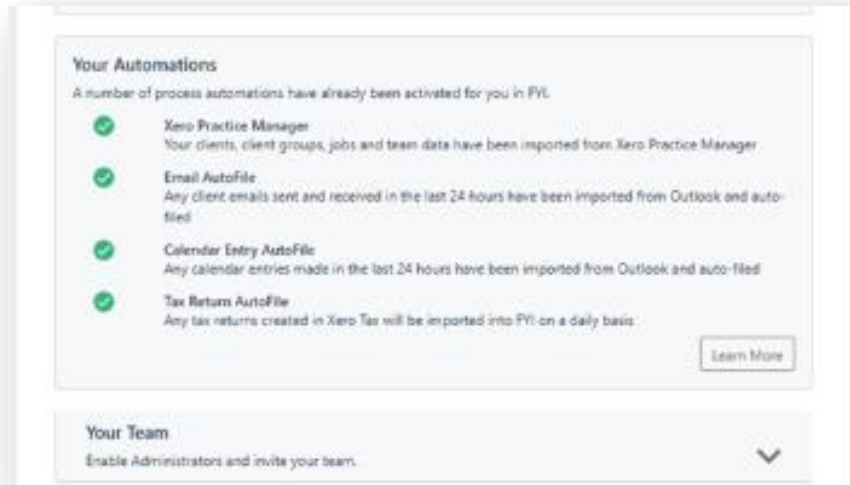 Your Automations
A number of process automations have already been activated for you in FYI.
Xero Practice Manager
Your clients, client groups, jobs and team data have been imported from Xero Practice Manager
Email AutoFile
Any client emails sent and received in the last 24 hours have been imported from Outlook and auto-
filed
Calendar Entry AutoFile
Any calendar entries made in the last 24 hours have been imported from Outlook and auto-filed
Tax Return AutoFile
Any tax returns created in Xero Tax will be imported into FYI on a daily basis
Learn More
Your Team
Enable Administrators and invite your team.